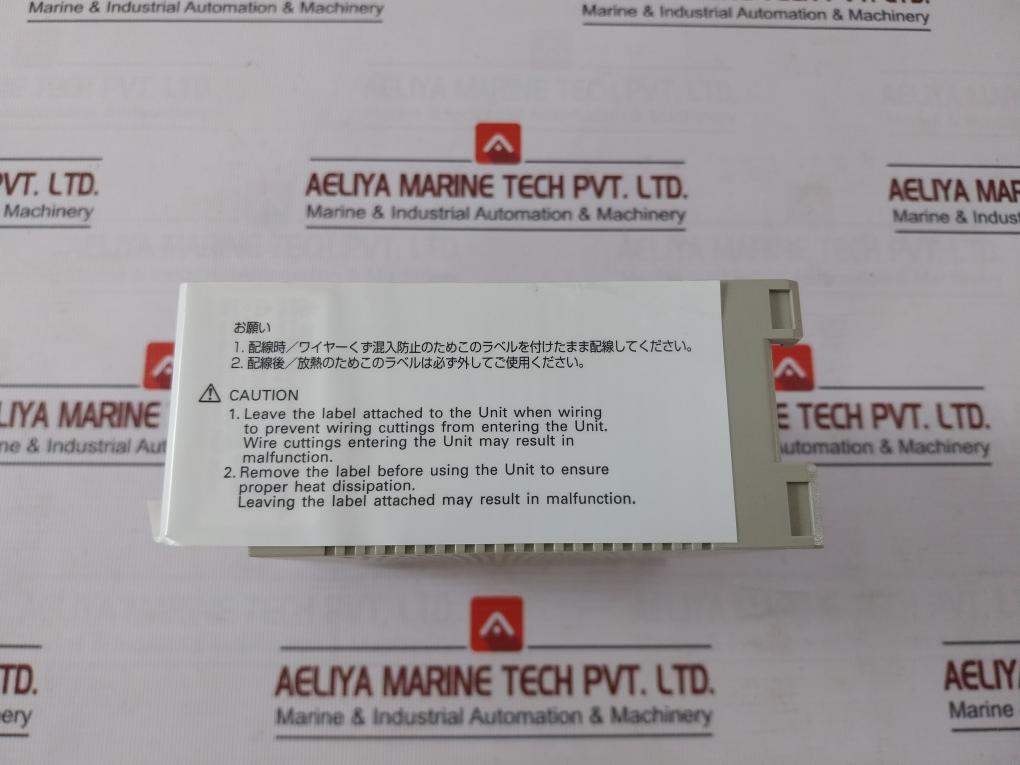 Marine & Industrial Automation & Machinery
Marine & Industrial Automation & Machinery
PVT. LTD.
Machinery
AELIYA MARINE TECH PVT. LTD.
Marine & Industrial Automation & Machinery
AELIYA MAR
Marine & Indust
お願い
1. 配線時／ワイヤーくず混入防止のためこのラベルを付けたまま配線してください。
2. 配線後／放熱のためこのラベルは必ず外してご使用ください。
CAUTION
1. Leave the label attached to the Unit when wiring
to prevent wiring cuttings from entering the Unit.
Wire cuttings entering the Unit may result in
malfunction.
2. Remove the label before using the Unit to ensure
proper heat dissipation.
Leaving the label attached may result in malfunction.
ELIYA MARINE
ne & Industrial Aut
E TECH PVT. LTD.
utomation & Machinery
TD.
ery
AELIYA MARINE TECH PVT. LTD.
Marine & Industrial Automation & Machinery
AELIY
Marine